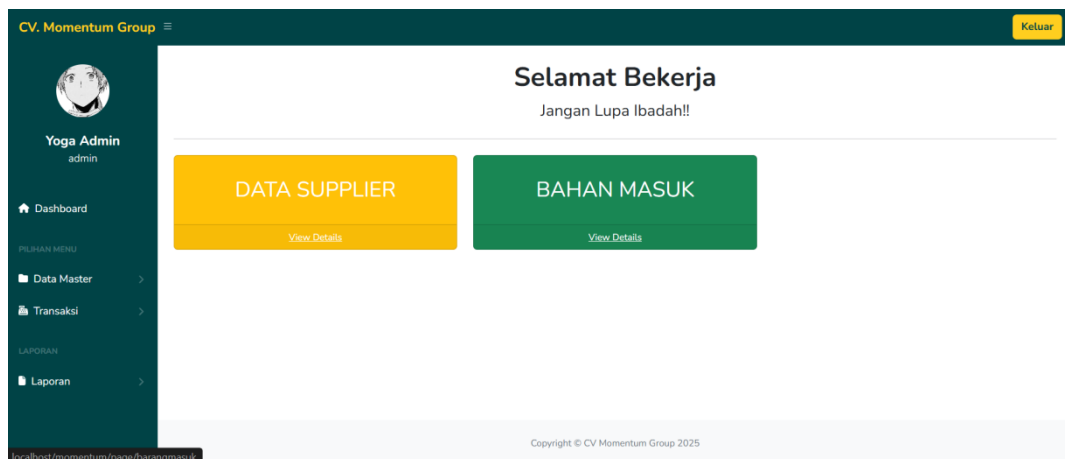 CV. Momentum Group
Keluar
Yoga Admin
admin
Dashboard
PILIHAN MENU
Data Master
Transaksi
LAPORAN
Laporan
Selamat Bekerja
Jangan Lupa Ibadah!!
DATA SUPPLIER
View Details
BAHAN MASUK
View Details
Copyright © CV Momentum Group 2025
localhost/momentum/page/barangmasuk